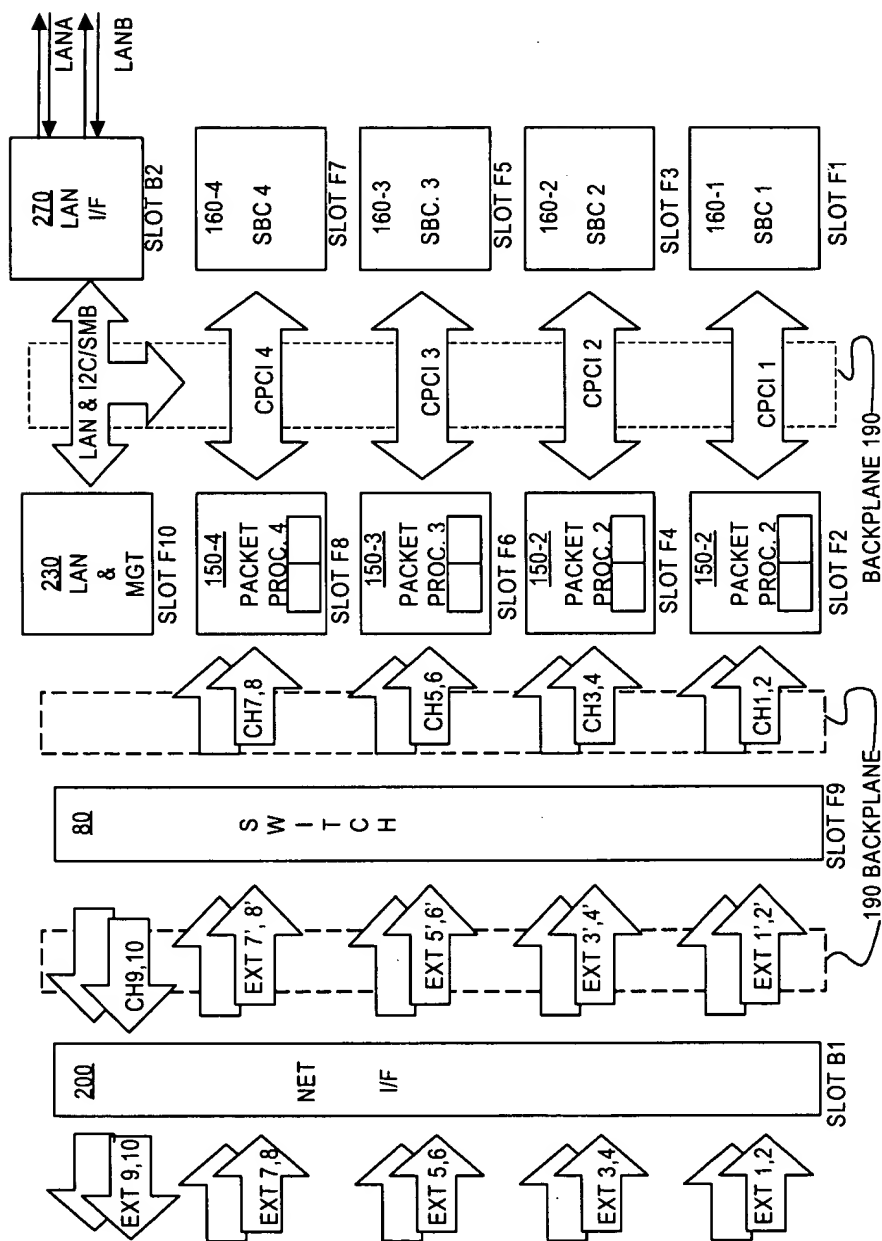 LANA
LANB
270
LAN
I/F
SLOT B2
160-4
SBC 4
SLOT F7
160-3
SBC. 3
SLOT F5
160-2
SBC 2
SLOT F3
160-1
SBC 1
SLOT F1
LAN & I2C/SMB
CPCI 4
CPCI 3
CPCI 2
CPCI 1
BACKPLANE 190
230
LAN
&
MGT
SLOT F10
150-4
PACKET
PROC. 4
SLOT F8
150-3
PACKET
PROC. 3
SLOT F6
150-2
PACKET
PROC. 2
SLOT F4
150-2
PACKET
PROC. 2
SLOT F2
CH7,8
CH5,6
CH3,4
CH1,2
80
SWITCH
SLOT F9
190 BACKPLANE
CH9,10
EXT 7', 8'
EXT 5',6'
EXT 3',4'
EXT 1',2'
200
NET
I/F
SLOT B1
EXT 9,10
EXT 7,8
EXT 5,6
EXT 3,4
EXT 1,2